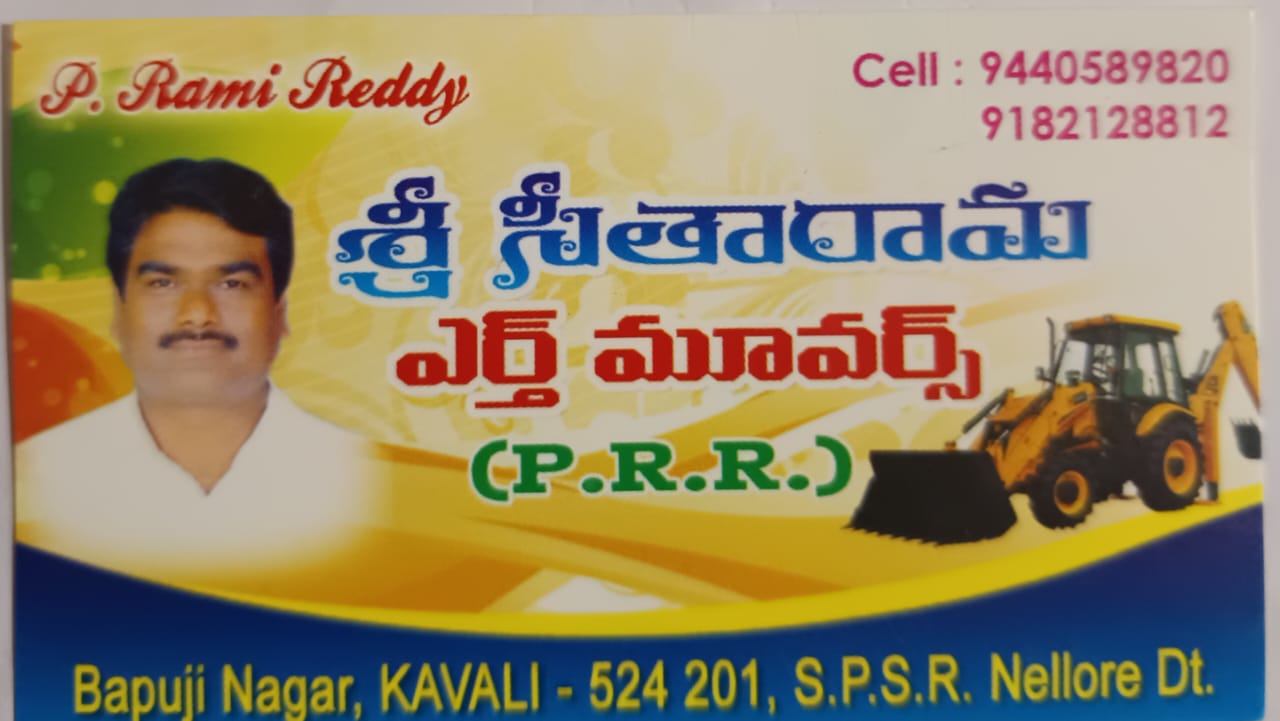 P. Rami Reddy
Cell : 9440589820
9182128812
శ్రీ సీతారామ
ఎర్త్ మూవర్స్
(P.R.R.)
Bapuji Nagar, KAVALI - 524 201, S.P.S.R. Nellore Dt.